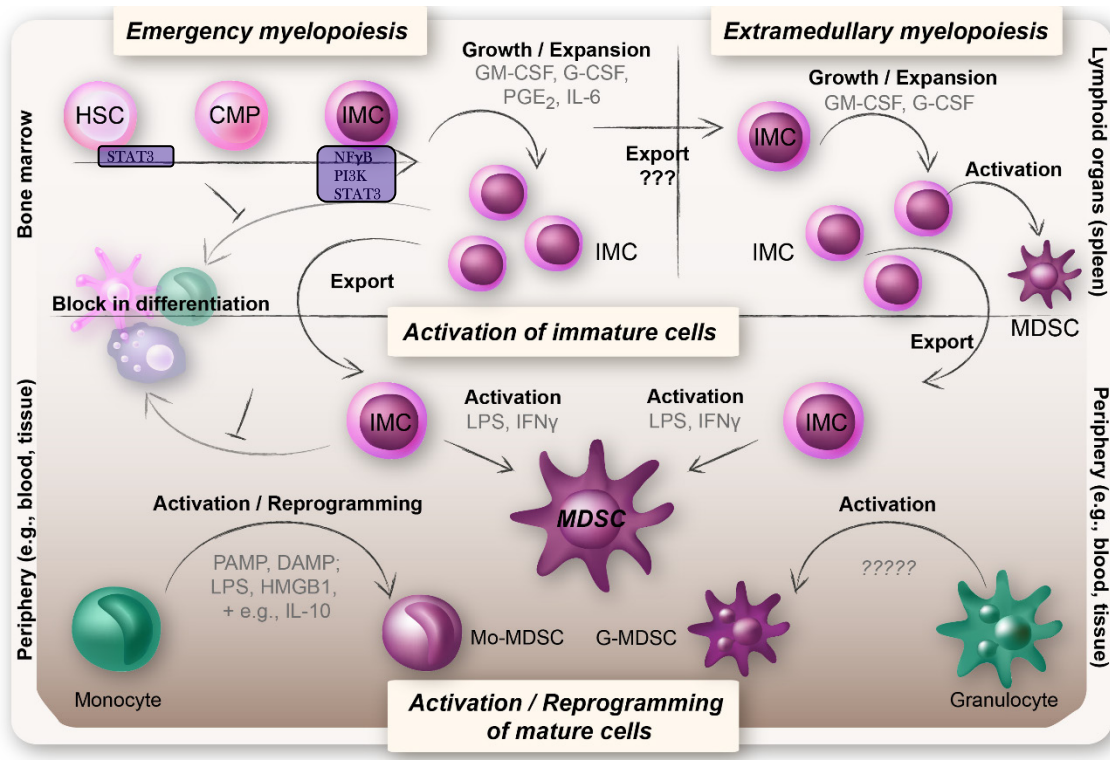 Emergency myelopoiesis
Extramedullary myelopoiesis
Bone marrow
HSC
CMP
IMC
STAT3
NFγB
PI3K
STAT3
Growth / Expansion
GM-CSF, G-CSF,
PGE₂, IL-6
IMC
Export
???
IMC
Growth / Expansion
GM-CSF, G-CSF
Activation
IMC
MDSC
Lymphoid organs (spleen)
Block in differentiation
Export
Export
Activation of immature cells
Periphery (e.g., blood, tissue)
IMC
Activation
LPS, IFNγ
Activation
LPS, IFNγ
IMC
MDSC
Periphery (e.g., blood, tissue)
Activation / Reprogramming
PAMP, DAMP;
LPS, HMGB1,
+ e.g., IL-10
Monocyte
Mo-MDSC
G-MDSC
Activation
?????
Granulocyte
Activation / Reprogramming
of mature cells